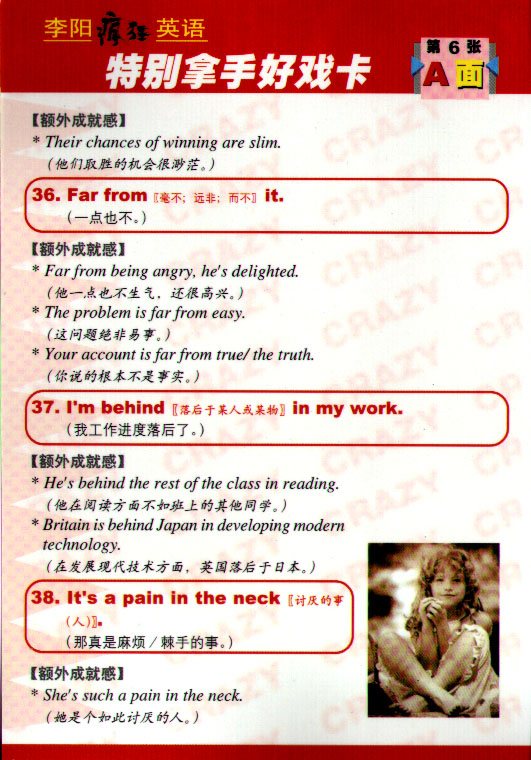 李阳疯狂英语
特别拿手好戏卡
第6张
A面
【额外成就感】
* Their chances of winning are slim.
(他们取胜的机会很渺茫。)
36. Far from〖毫不；远非；而不〗it.
(一点也不。)
【额外成就感】
* Far from being angry, he's delighted.
(他一点也不生气，还很高兴。)
* The problem is far from easy.
(这问题绝非易事。)
* Your account is far from true/ the truth.
(你说的根本不是事实。)
37. I'm behind〖落后于某人或某物〗in my work.
(我工作进度落后了。)
【额外成就感】
* He's behind the rest of the class in reading.
(他在阅读方面不如班上的其他同学。)
* Britain is behind Japan in developing modern
technology.
(在发展现代技术方面，英国落后于日本。)
38. It's a pain in the neck〖讨厌的事
(人)〗.
(那真是麻烦/棘手的事。)
【额外成就感】
* She's such a pain in the neck.
(她是个如此讨厌的人。)
CRAZY